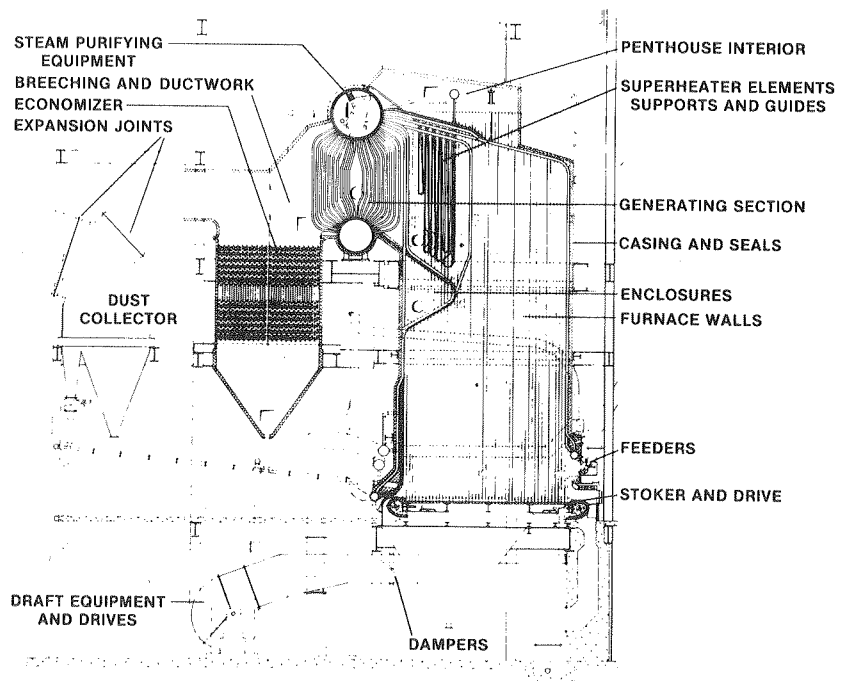 STEAM PURIFYING
EQUIPMENT
BREECHING AND DUCTWORK
ECONOMIZER
EXPANSION JOINTS
DUST
COLLECTOR
DRAFT EQUIPMENT
AND DRIVES
DAMPERS
PENTHOUSE INTERIOR
SUPERHEATER ELEMENTS
SUPPORTS AND GUIDES
GENERATING SECTION
CASING AND SEALS
ENCLOSURES
FURNACE WALLS
FEEDERS
STOKER AND DRIVE